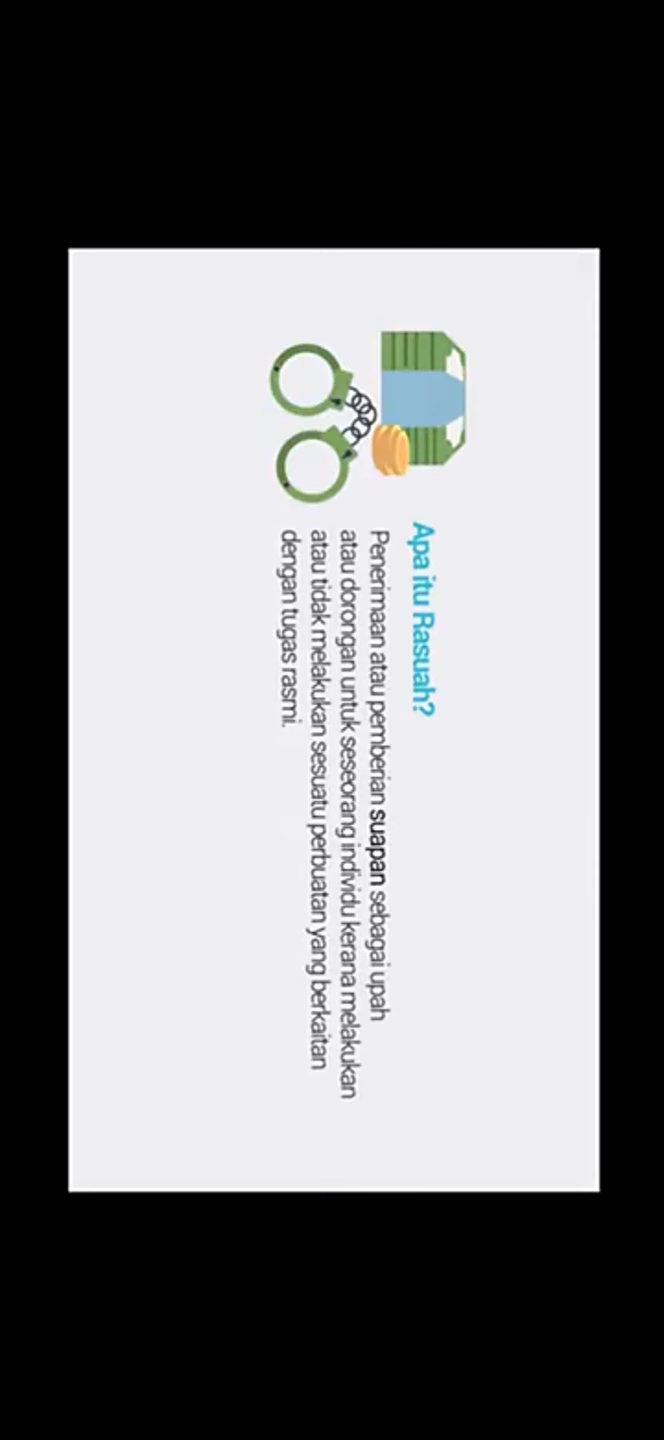 Apa itu Rasuah?
Penerimaan atau pemberian suapan sebagai upah
atau dorongan untuk seseorang individu kerana melakukan
atau tidak melakukan sesuatu perbuatan yang berkaitan
dengan tugas rasmi.